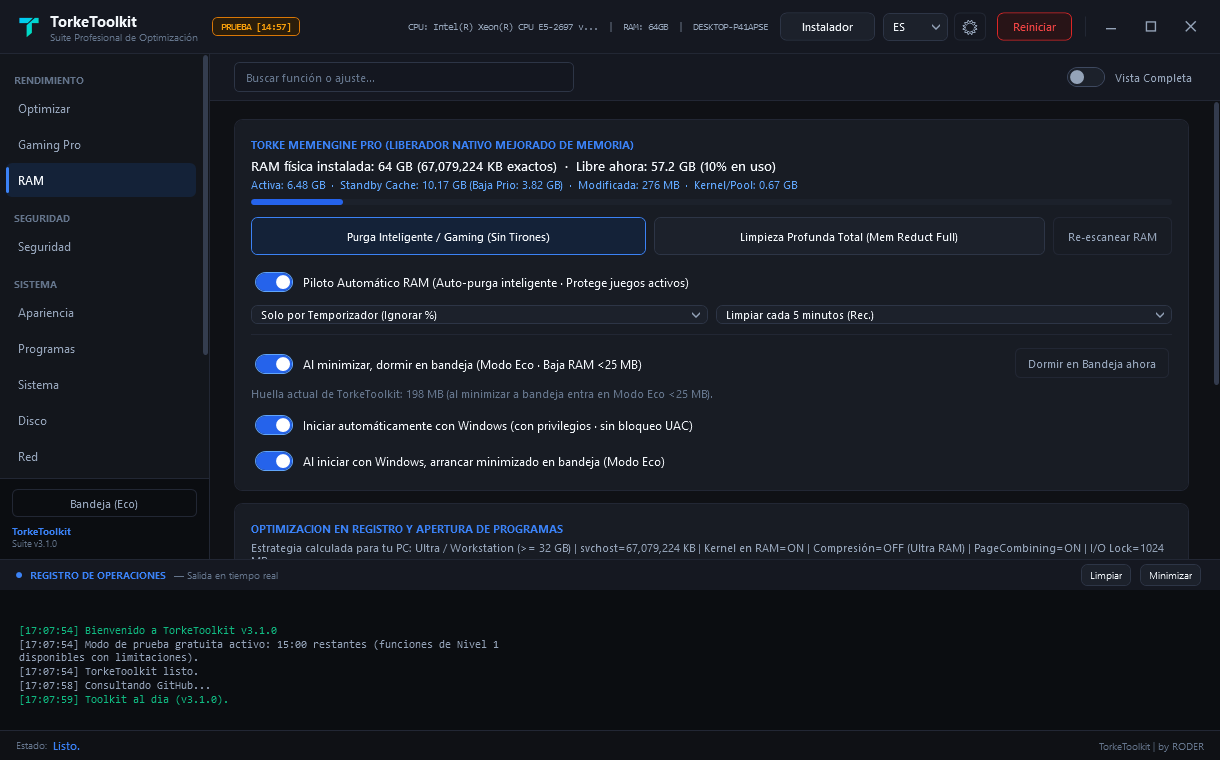 TorkeToolkit
Suite Profesional de Optimización
PRUEBA [14:57]
CPU: Intel(R) Xeon(R) CPU E5-2697 v... | RAM: 64GB | DESKTOP-P41APSE
Instalador
ES
Reiniciar
RENDIMIENTO
Optimizar
Gaming Pro
RAM
SEGURIDAD
Seguridad
SISTEMA
Apariencia
Programas
Sistema
Disco
Red
Bandeja (Eco)
TorkeToolkit
Suite v3.1.0
Buscar función o ajuste...
Vista Completa
TORKE MEMENGINE PRO (LIBERADOR NATIVO MEJORADO DE MEMORIA)
RAM física instalada: 64 GB (67,079,224 KB exactos) · Libre ahora: 57.2 GB (10% en uso)
Activa: 6.48 GB · Standby Cache: 10.17 GB (Baja Prio: 3.82 GB) · Modificada: 276 MB · Kernel/Pool: 0.67 GB
Purga Inteligente / Gaming (Sin Tirones)
Limpieza Profunda Total (Mem Reduct Full)
Re-escanear RAM
Piloto Automático RAM (Auto-purga inteligente · Protege juegos activos)
Solo por Temporizador (Ignorar %)
Limpiar cada 5 minutos (Rec.)
Al minimizar, dormir en bandeja (Modo Eco · Baja RAM <25 MB)
Dormir en Bandeja ahora
Huella actual de TorkeToolkit: 198 MB (al minimizar a bandeja entra en Modo Eco <25 MB).
Iniciar automáticamente con Windows (con privilegios · sin bloqueo UAC)
Al iniciar con Windows, arrancar minimizado en bandeja (Modo Eco)
OPTIMIZACION EN REGISTRO Y APERTURA DE PROGRAMAS
Estrategia calculada para tu PC: Ultra / Workstation (>= 32 GB) | svchost=67,079,224 KB | Kernel en RAM=ON | Compresión=OFF (Ultra RAM) | PageCombining=ON | I/O Lock=1024
MB
REGISTRO DE OPERACIONES — Salida en tiempo real
Limpiar
Minimizar
[17:07:54] Bienvenido a TorkeToolkit v3.1.0
[17:07:54] Modo de prueba gratuita activo: 15:00 restantes (funciones de Nivel 1
disponibles con limitaciones).
[17:07:54] TorkeToolkit listo.
[17:07:58] Consultando GitHub...
[17:07:59] Toolkit al dia (v3.1.0).
Estado: Listo.
TorkeToolkit | by RODER